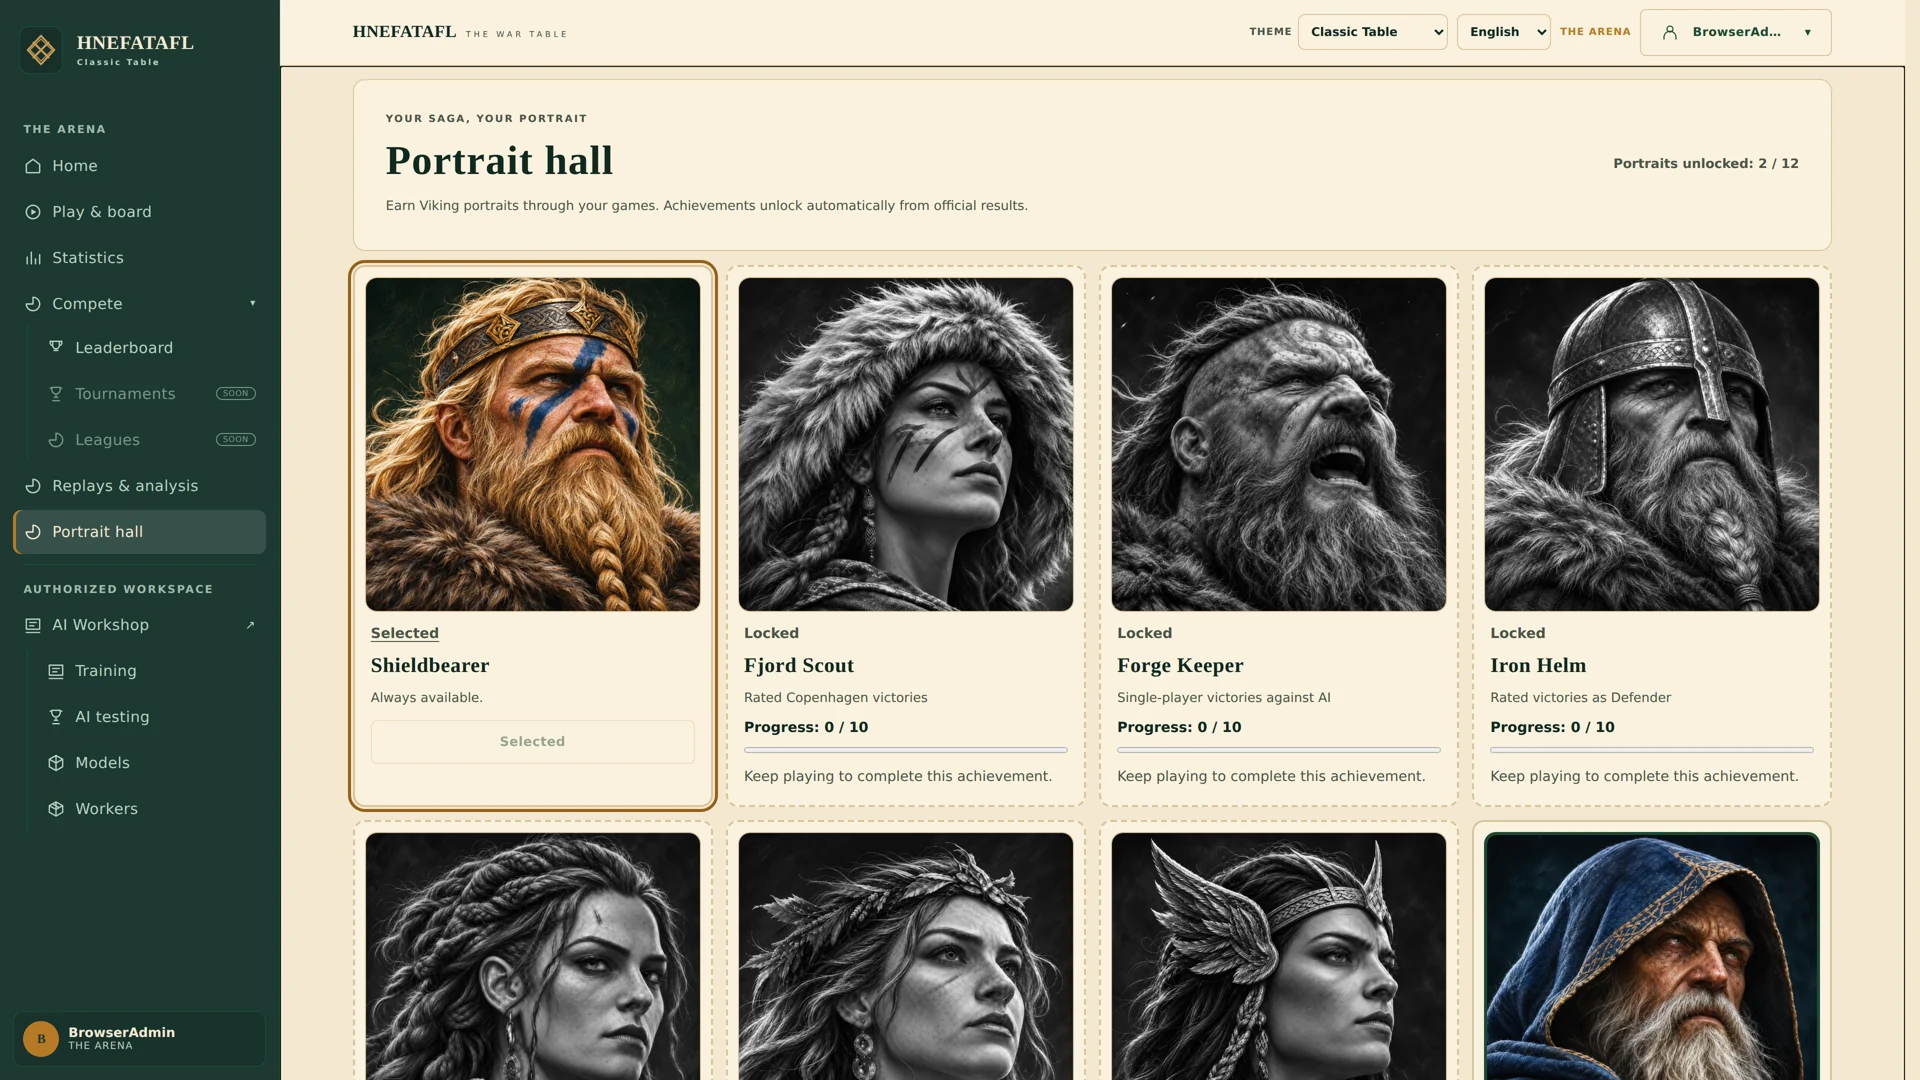 HNEFATAFL
Classic Table
THE ARENA
Home
Play & board
Statistics
Compete
Leaderboard
Tournaments SOON
Leagues SOON
Replays & analysis
Portrait hall
AUTHORIZED WORKSPACE
AI Workshop
Training
AI testing
Models
Workers
B
BrowserAdmin
THE ARENA
HNEFATAFL THE WAR TABLE
THEME Classic Table English THE ARENA BrowserAd...
YOUR SAGA, YOUR PORTRAIT
Portrait hall
Earn Viking portraits through your games. Achievements unlock automatically from official results.
Portraits unlocked: 2 / 12
Selected
Shieldbearer
Always available.
Selected
Locked
Fjord Scout
Rated Copenhagen victories
Progress: 0 / 10
Keep playing to complete this achievement.
Locked
Forge Keeper
Single-player victories against AI
Progress: 0 / 10
Keep playing to complete this achievement.
Locked
Iron Helm
Rated victories as Defender
Progress: 0 / 10
Keep playing to complete this achievement.